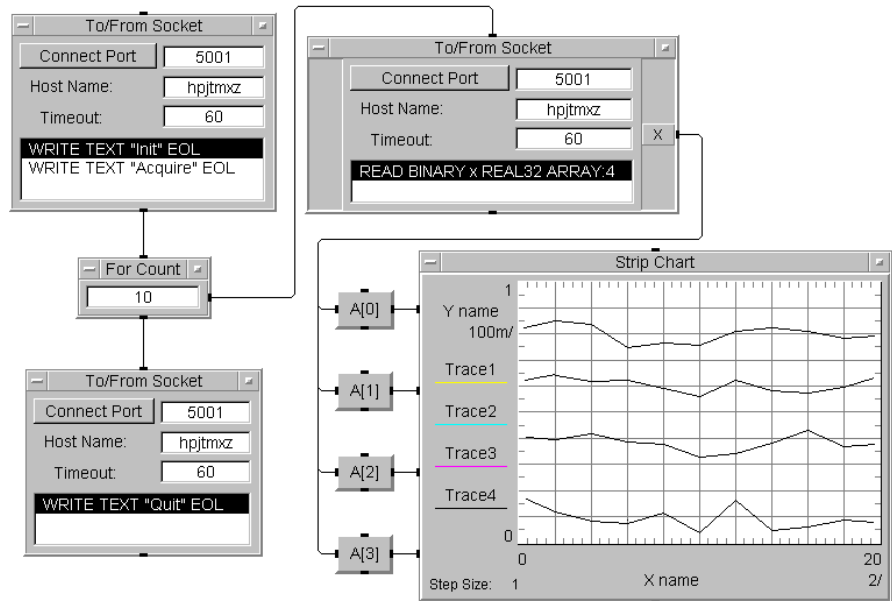 To/From Socket
Connect Port 5001
Host Name: hpjtmxz
Timeout: 60
WRITE TEXT "Init" EOL
WRITE TEXT "Acquire" EOL
For Count
10
To/From Socket
Connect Port 5001
Host Name: hpjtmxz
Timeout: 60
WRITE TEXT "Quit" EOL
To/From Socket
Connect Port 5001
Host Name: hpjtmxz
Timeout: 60
X
READ BINARY x REAL32 ARRAY:4
A[0]
A[1]
A[2]
A[3]
Strip Chart
1
Y name
100m/
Trace1
Trace2
Trace3
Trace4
0
0 20
Step Size: 1 X name 2/